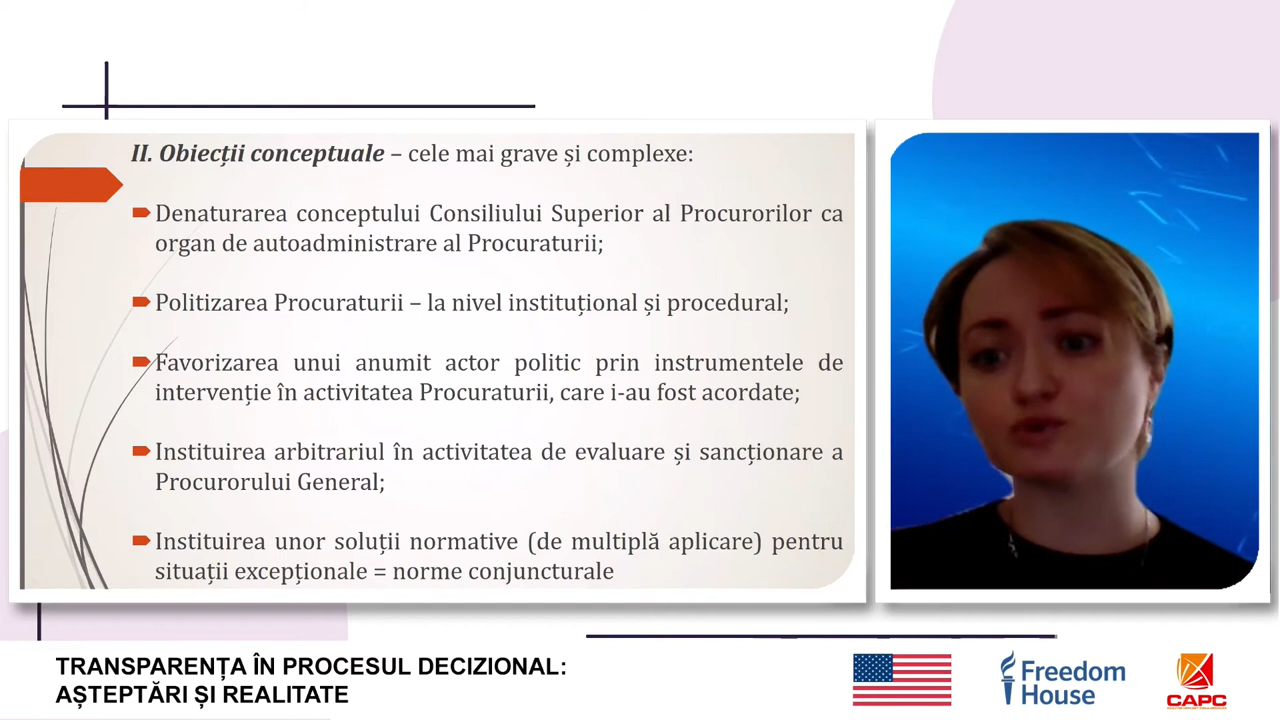 II. Obiecții conceptuale – cele mai grave și complexe:
Denaturarea conceptului Consiliului Superior al Procurorilor ca
organ de autoadministrare al Procuraturii;
Politizarea Procuraturii – la nivel instituțional și procedural;
Favorizarea unui anumit actor politic prin instrumentele de
intervenție în activitatea Procuraturii, care i-au fost acordate;
Instituirea arbitrariul în activitatea de evaluare și sancționare a
Procurorului General;
Instituirea unor soluții normative (de multiplă aplicare) pentru
situații excepționale = norme conjuncturale
TRANSPARENȚA ÎN PROCESUL DECIZIONAL:
AȘTEPTĂRI ȘI REALITATE
Freedom
House
CAPC